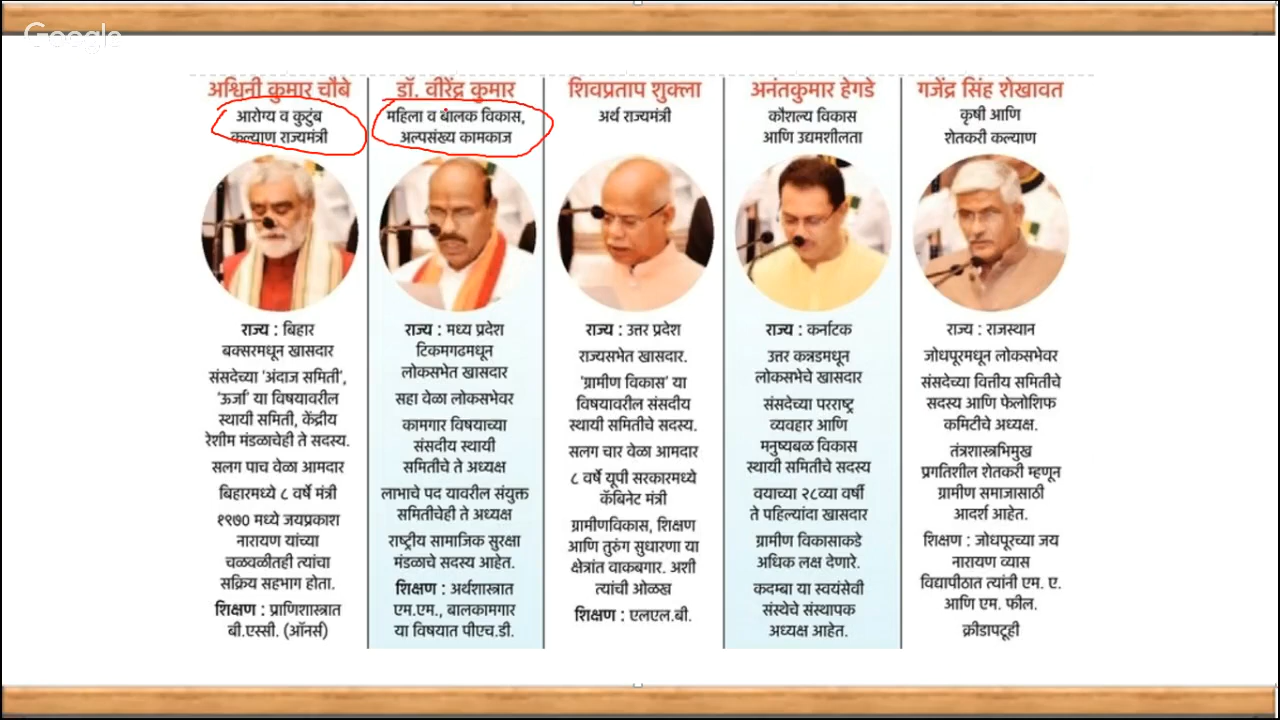 Google
अश्विनी कुमार चौबे
आरोग्य व कुटुंब
कल्याण राज्यमंत्री
राज्य : बिहार
बक्सरमधून खासदार
संसदेच्या 'अंदाज समिती',
'ऊर्जा' या विषयावरील
स्थायी समिती, केंद्रीय
रेशीम मंडळाचेही ते सदस्य.
सलग पाच वेळा आमदार
बिहारमध्ये ८ वर्षे मंत्री
१९७० मध्ये जयप्रकाश
नारायण यांच्या
चळवळीतही त्यांचा
सक्रिय सहभाग होता.
शिक्षण : प्राणिशास्त्रात
बी.एस्सी. (ऑनर्स)
डॉ. वीरेंद्र कुमार
महिला व बालक विकास,
अल्पसंख्य कामकाज
राज्य : मध्य प्रदेश
टिकमगढमधून
लोकसभेत खासदार
सहा वेळा लोकसभेवर
कामगार विषयाच्या
संसदीय स्थायी
समितीचे ते अध्यक्ष
लाभाचे पद यावरील संयुक्त
समितीचेही ते अध्यक्ष
राष्ट्रीय सामाजिक सुरक्षा
मंडळाचे सदस्य आहेत.
शिक्षण : अर्थशास्त्रात
एम.एम., बालकामगार
या विषयात पीएच.डी.
शिवप्रताप शुक्ला
अर्थ राज्यमंत्री
राज्य : उत्तर प्रदेश
राज्यसभेत खासदार.
'ग्रामीण विकास' या
विषयावरील संसदीय
स्थायी समितीचे सदस्य.
सलग चार वेळा आमदार
८ वर्षे यूपी सरकारमध्ये
कॅबिनेट मंत्री
ग्रामीणविकास, शिक्षण
आणि तुरुंग सुधारणा या
क्षेत्रांत वाकबगार. अशी
त्यांची ओळख
शिक्षण : एलएल.बी.
अनंतकुमार हेगडे
कौशल्य विकास
आणि उद्यमशीलता
राज्य : कर्नाटक
उत्तर कन्नडमधून
लोकसभेचे खासदार
संसदेच्या परराष्ट्र
व्यवहार आणि
मनुष्यबळ विकास
स्थायी समितीचे सदस्य
वयाच्या २८व्या वर्षी
ते पहिल्यांदा खासदार
ग्रामीण विकासाकडे
अधिक लक्ष देणारे.
कदम्बा या स्वयंसेवी
संस्थेचे संस्थापक
अध्यक्ष आहेत.
गजेंद्र सिंह शेखावत
कृषी आणि
शेतकरी कल्याण
राज्य : राजस्थान
जोधपूरमधून लोकसभेवर
संसदेच्या वित्तीय समितीचे
सदस्य आणि फेलोशिफ
कमिटीचे अध्यक्ष.
तंत्रशास्त्रभिमुख
प्रगतिशील शेतकरी म्हणून
ग्रामीण समाजासाठी
आदर्श आहेत.
शिक्षण : जोधपूरच्या जय
नारायण व्यास
विद्यापीठात त्यांनी एम. ए.
आणि एम. फील.
क्रीडापटूही